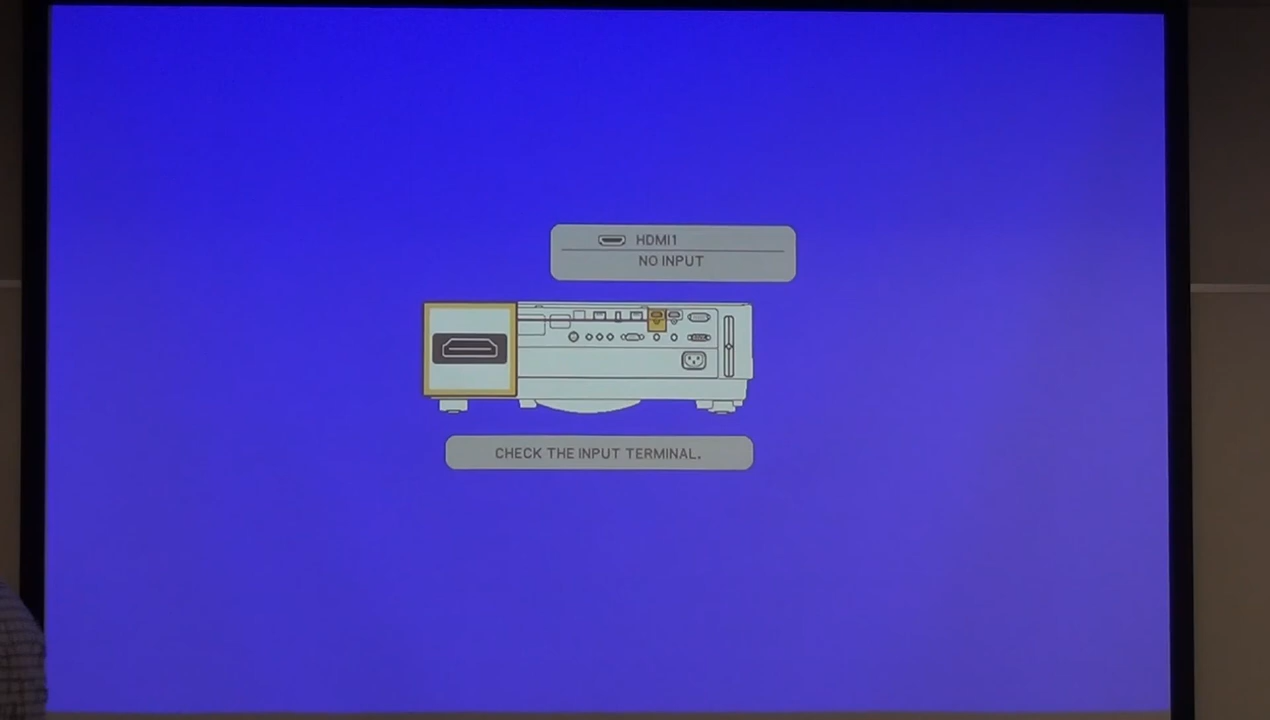 HDMI1
NO INPUT
CHECK THE INPUT TERMINAL.